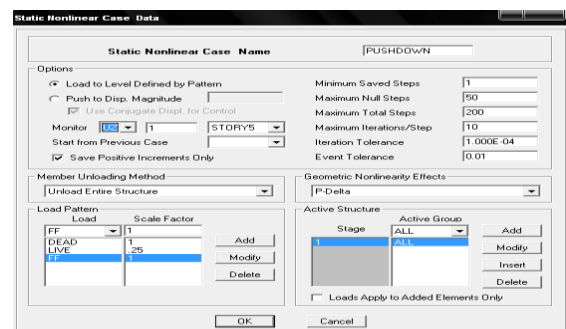 Static Nonlinear Case Data
Static Nonlinear Case Name PUSHDOWN
Options
Load to Level Defined by Pattern
Push to Disp. Magnitude
Use Conjugate Displ. for Control
Monitor UZ 1 STORY5
Start from Previous Case
Save Positive Increments Only
Minimum Saved Steps 1
Maximum Null Steps 50
Maximum Total Steps 200
Maximum Iterations/Step 10
Iteration Tolerance 1.000E-04
Event Tolerance 0.01
Member Unloading Method
Unload Entire Structure
Geometric Nonlinearity Effects
P-Delta
Load Pattern
Load Scale Factor
FF 1
DEAD 1
LIVE .25
FF 1
Add
Modify
Delete
Active Structure
Active Group
Stage ALL
1 ALL
Add
Modify
Insert
Delete
Loads Apply to Added Elements Only
OK Cancel